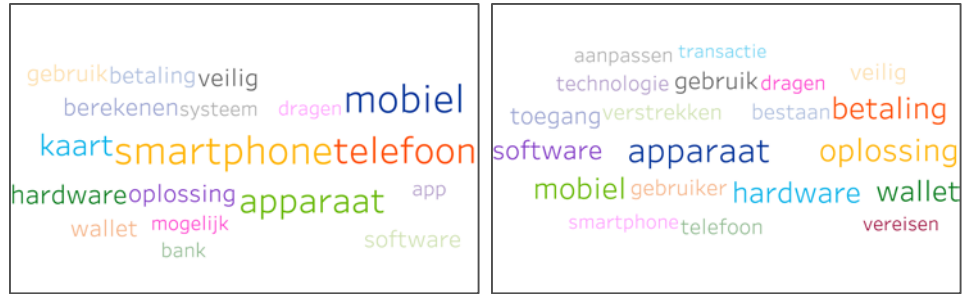 gebruik betaling veilig
berekenen systeem dragen mobiel
kaart smartphone telefoon
hardware oplossing apparaat app
wallet mogelijk
bank software
aanpassen transactie
technologie gebruik dragen veilig
toegang verstrekken bestaan betaling
software apparaat oplossing
mobiel gebruiker hardware wallet
smartphone telefoon vereisen